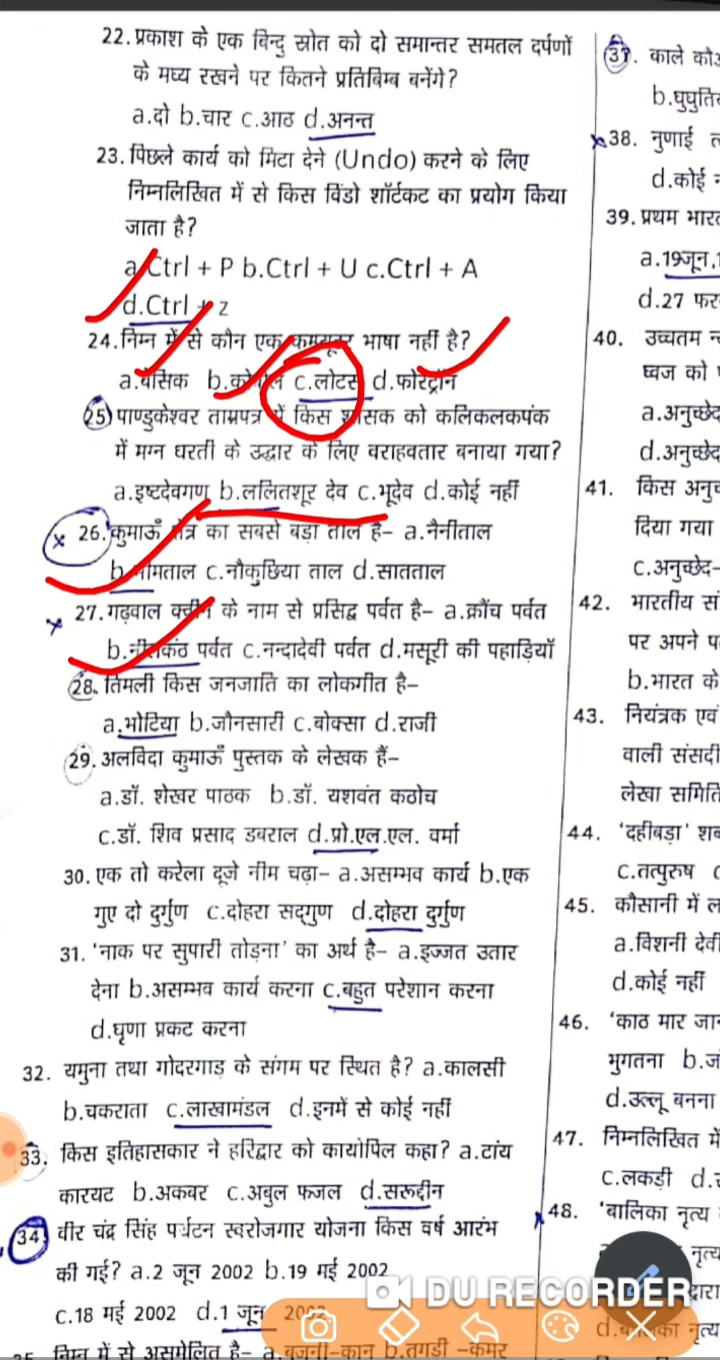 22. प्रकाश के एक बिन्दु स्रोत को दो समान्तर समतल दर्पणों
के मध्य रखने पर कितने प्रतिबिम्ब बनेंगे?
a.दो b.चार c.आठ d.अनन्त
23. पिछले कार्य को मिटा देने (Undo) करने के लिए
निम्नलिखित में से किस विंडो शॉर्टकट का प्रयोग किया
जाता है?
a.Ctrl + P b.Ctrl + U c.Ctrl + A
d.Ctrl + z
24. निम्न में से कौन एक कम्प्यूटर भाषा नहीं है?
a.बेसिक b.कोबोल c.लोटस d.फोरट्रॉन
25 पाण्डुकेश्वर ताम्रपत्र में किस शासक को कलिकलकपंक
में मग्न धरती के उद्धार के लिए वराहवतार बनाया गया?
a.इष्टदेवगण b.ललितशूर देव c.भूदेव d.कोई नहीं
x 26. कुमाऊँ क्षेत्र का सबसे बड़ा ताल है- a.नैनीताल
b.भीमताल c.नौकुछिया ताल d.सातताल
x 27. गढ़वाल क्वीन के नाम से प्रसिद्व पर्वत है- a.क्रौंच पर्वत
b.नीलकंठ पर्वत c.नन्दादेवी पर्वत d.मसूरी की पहाड़ियाँ
28. तिमली किस जनजाति का लोकगीत है-
a.भोटिया b.जौनसारी c.बोक्सा d.राजी
29. अलविदा कुमाऊँ पुस्तक के लेखक हैं-
a.डॉ. शेखर पाठक b.डॉ. यशवंत कठोच
c.डॉ. शिव प्रसाद डबराल d.प्रो.एल.एल. वर्मा
30. एक तो करेला दूजे नीम चढ़ा- a.असम्भव कार्य b.एक
गुए दो दुर्गुण c.दोहरा सद्गुण d.दोहरा दुर्गुण
31. 'नाक पर सुपारी तोड़ना' का अर्थ है- a.इज्जत उतार
देना b.असम्भव कार्य करना c.बहुत परेशान करना
d.घृणा प्रकट करना
32. यमुना तथा गोदरगाड़ के संगम पर स्थित है? a.कालसी
b.चकराता c.लाखामंडल d.इनमें से कोई नहीं
33. किस इतिहासकार ने हरिद्वार को कायोपिल कहा? a.टांय
कारयट b.अकबर c.अबुल फजल d.सरूद्दीन
34 वीर चंद्र सिंह पर्यटन स्वरोजगार योजना किस वर्ष आरंभ
की गई? a.2 जून 2002 b.19 मई 2002
c.18 मई 2002 d.1 जून 2002
निम्न में से असमेलित है-
37. काले
b.घुघुति
x 38. नुणाई
d.कोई
39. प्रथम
a.19जून,
d.27
40. उच्चतम
ध्वज को
a.अनुच्छेद
d.अनुच्छेद
41. किस
दिया गया
c.अनुच्छेद-
42. भारतीय
पर अपने
b.भारत के
43. नियंत्रक एवं
वाली संसदी
लेखा समिति
44. 'दहीबड़ा'
c.तत्पुरुष
45. कौसानी में
a.विशनी देवी
d.कोई नहीं
46. 'काठ मार
भुगतना
d.उल्लू बनना
47. निम्नलिखित में
c.लकड़ी
x 48. 'बालिका नृत्य
नृत्य
नृत्य
DU RECORDER